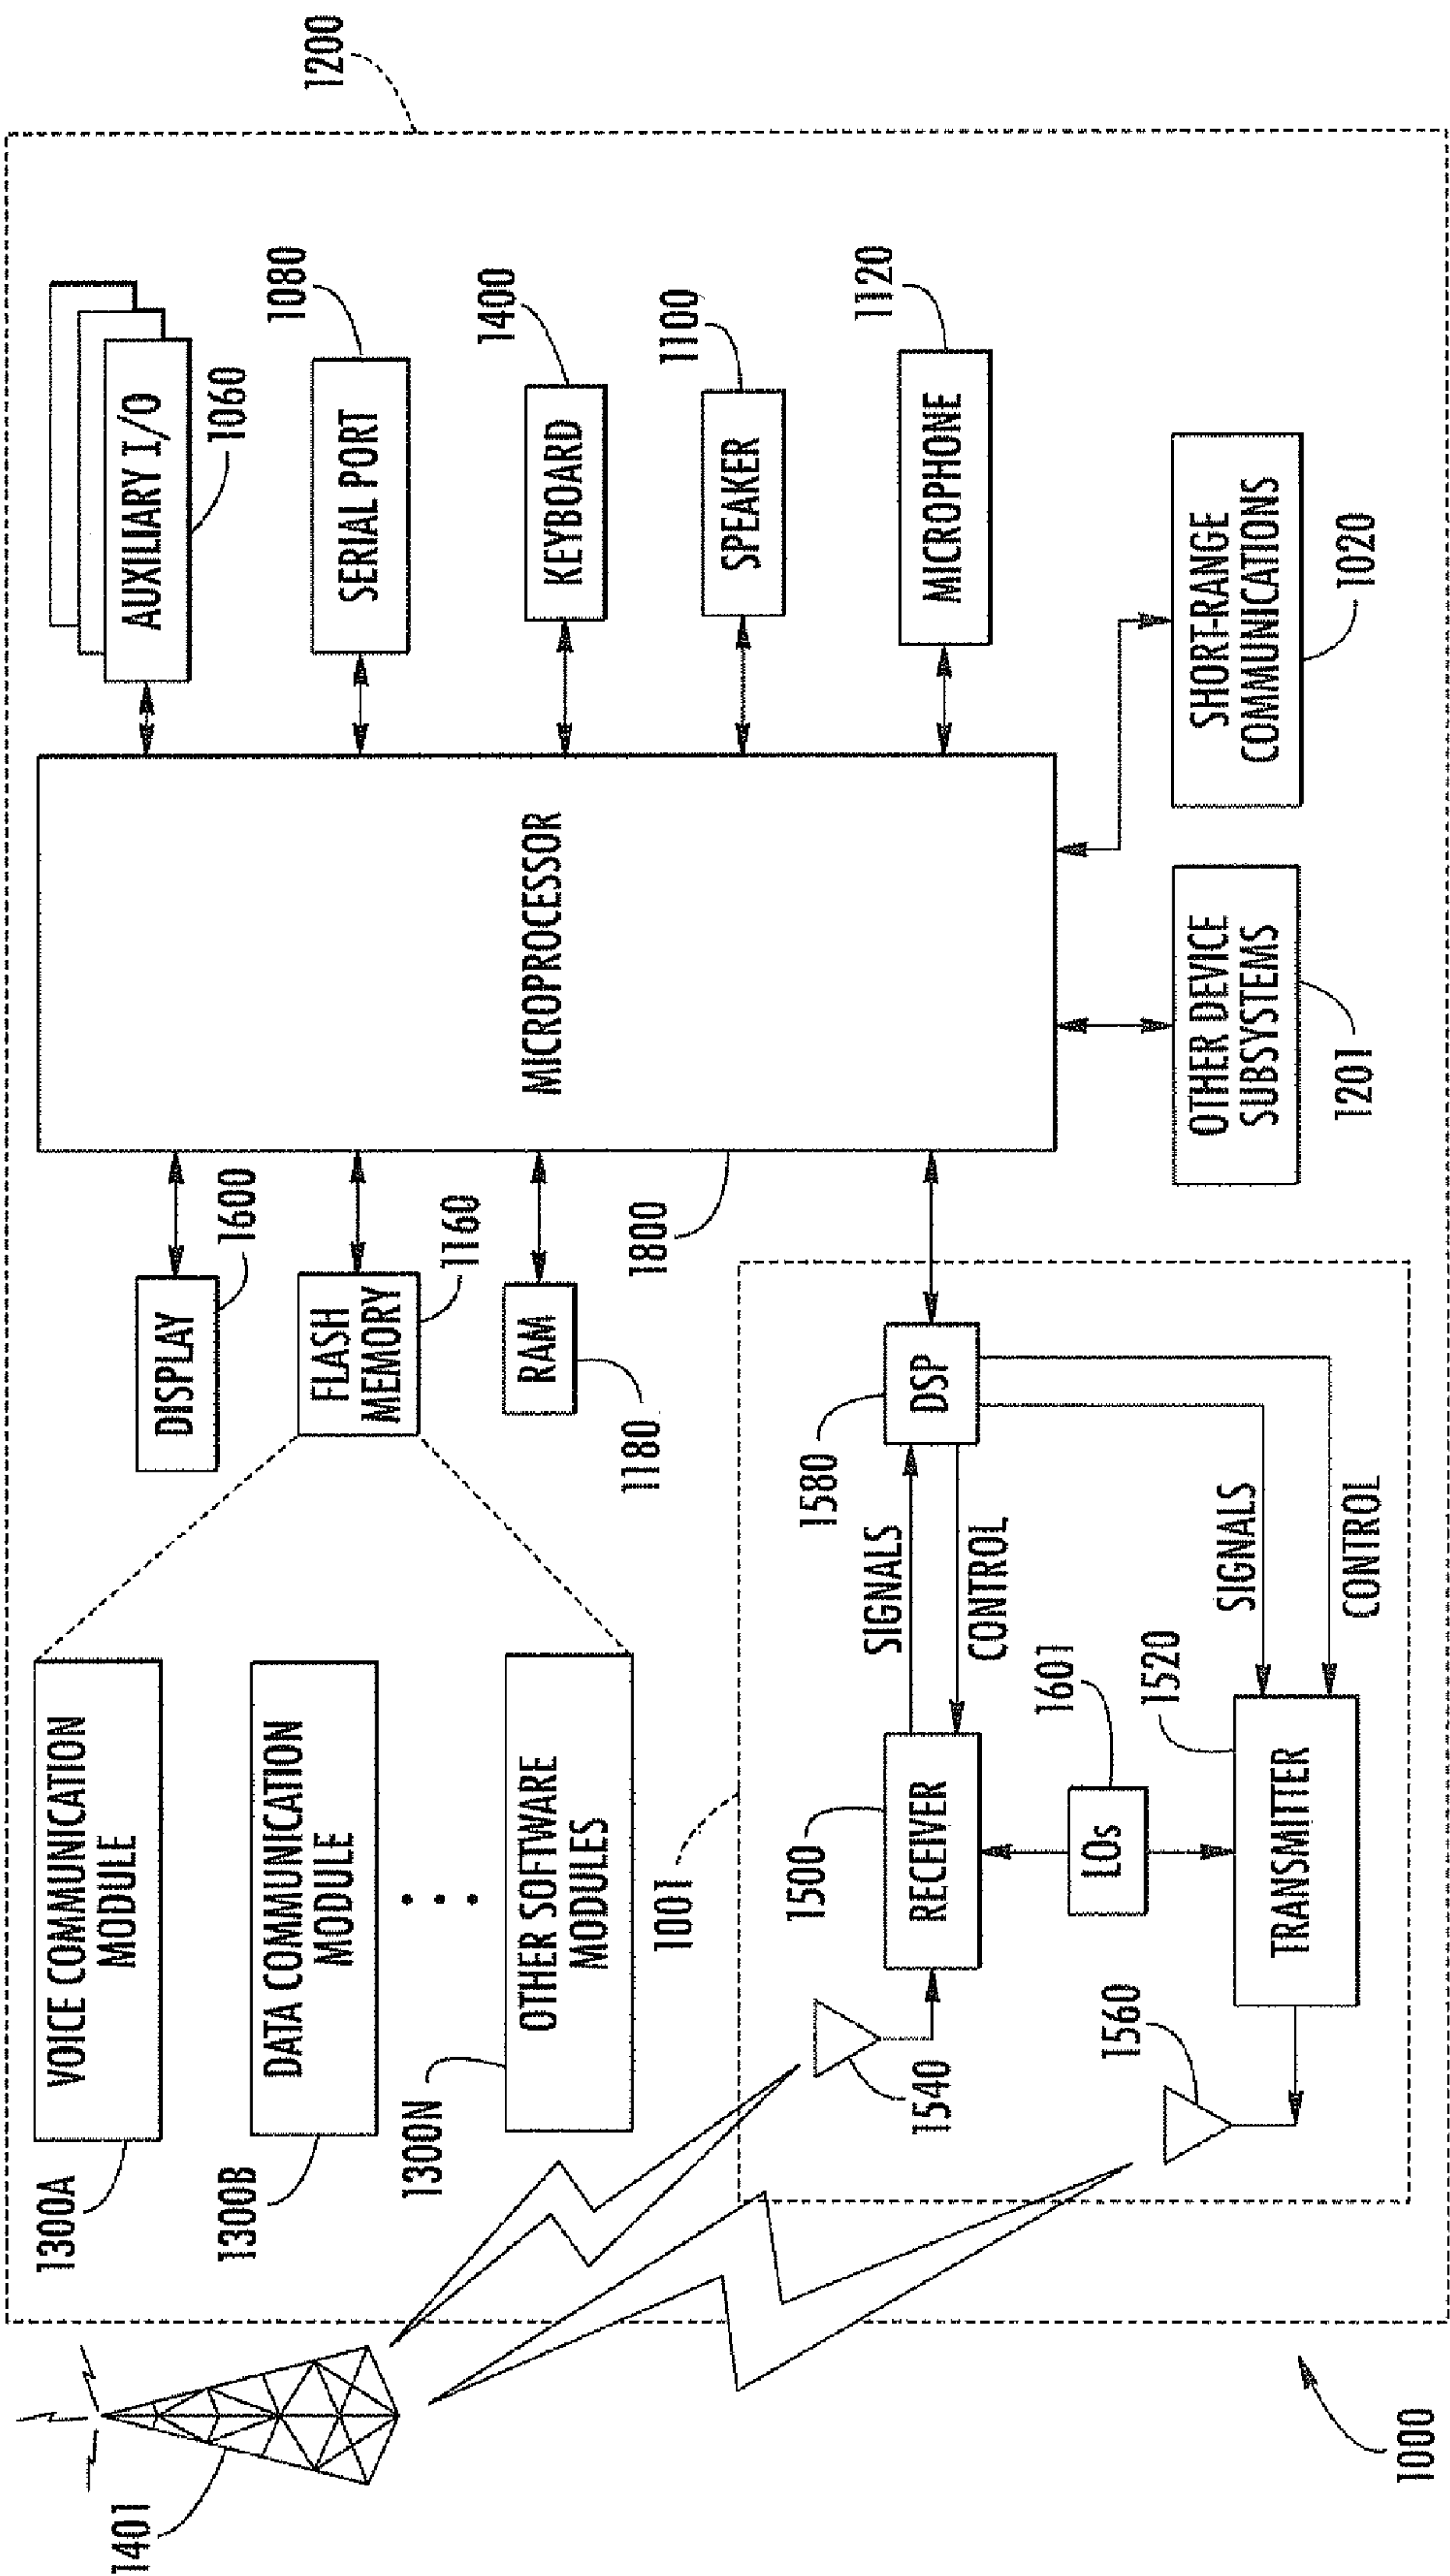 1401
1300A
VOICE COMMUNICATION
MODULE
1300B
DATA COMMUNICATION
MODULE
1300N
OTHER SOFTWARE
MODULES
DISPLAY
1600
FLASH
MEMORY
1160
RAM
1180
MICROPROCESSOR
1800
AUXILIARY I/O
1060
SERIAL PORT
1080
KEYBOARD
1400
SPEAKER
1100
MICROPHONE
1120
1200
SHORT-RANGE
COMMUNICATIONS
1020
OTHER DEVICE
SUBSYSTEMS
1201
1001
1540
1500
RECEIVER
SIGNALS
CONTROL
1580
DSP
LOs
1601
1560
TRANSMITTER
1520
SIGNALS
CONTROL
1000